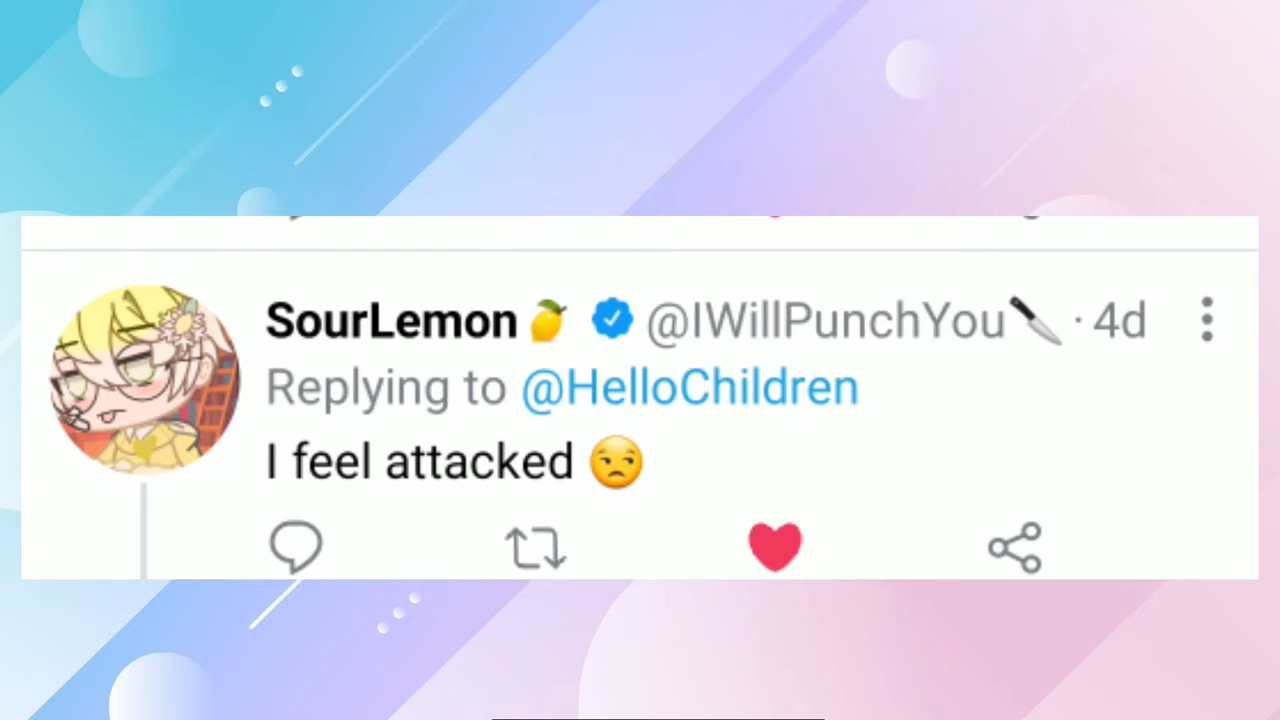 SourLemon🍋 @IWillPunchYou🔪 · 4d
Replying to @HelloChildren
I feel attacked 😒